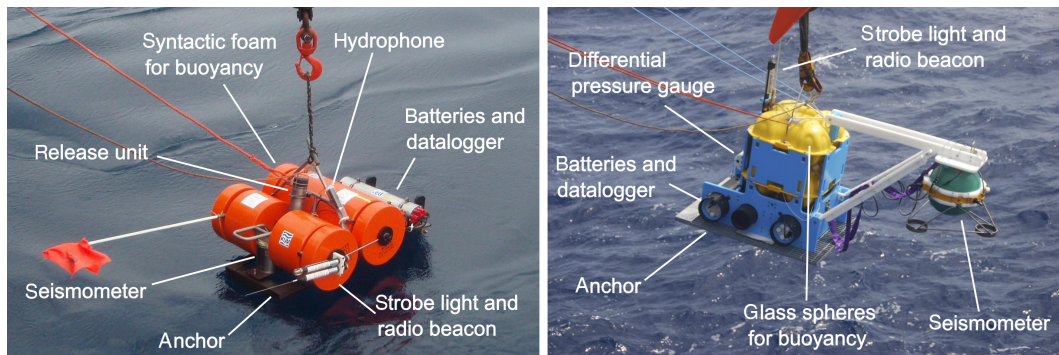 Syntactic foam
for buoyancy
Hydrophone
Batteries and
datalogger
Release unit
Seismometer
Anchor
Strobe light and
radio beacon
Strobe light and
radio beacon
Differential
pressure gauge
Batteries and
datalogger
Anchor
Glass spheres
for buoyancy
Seismometer